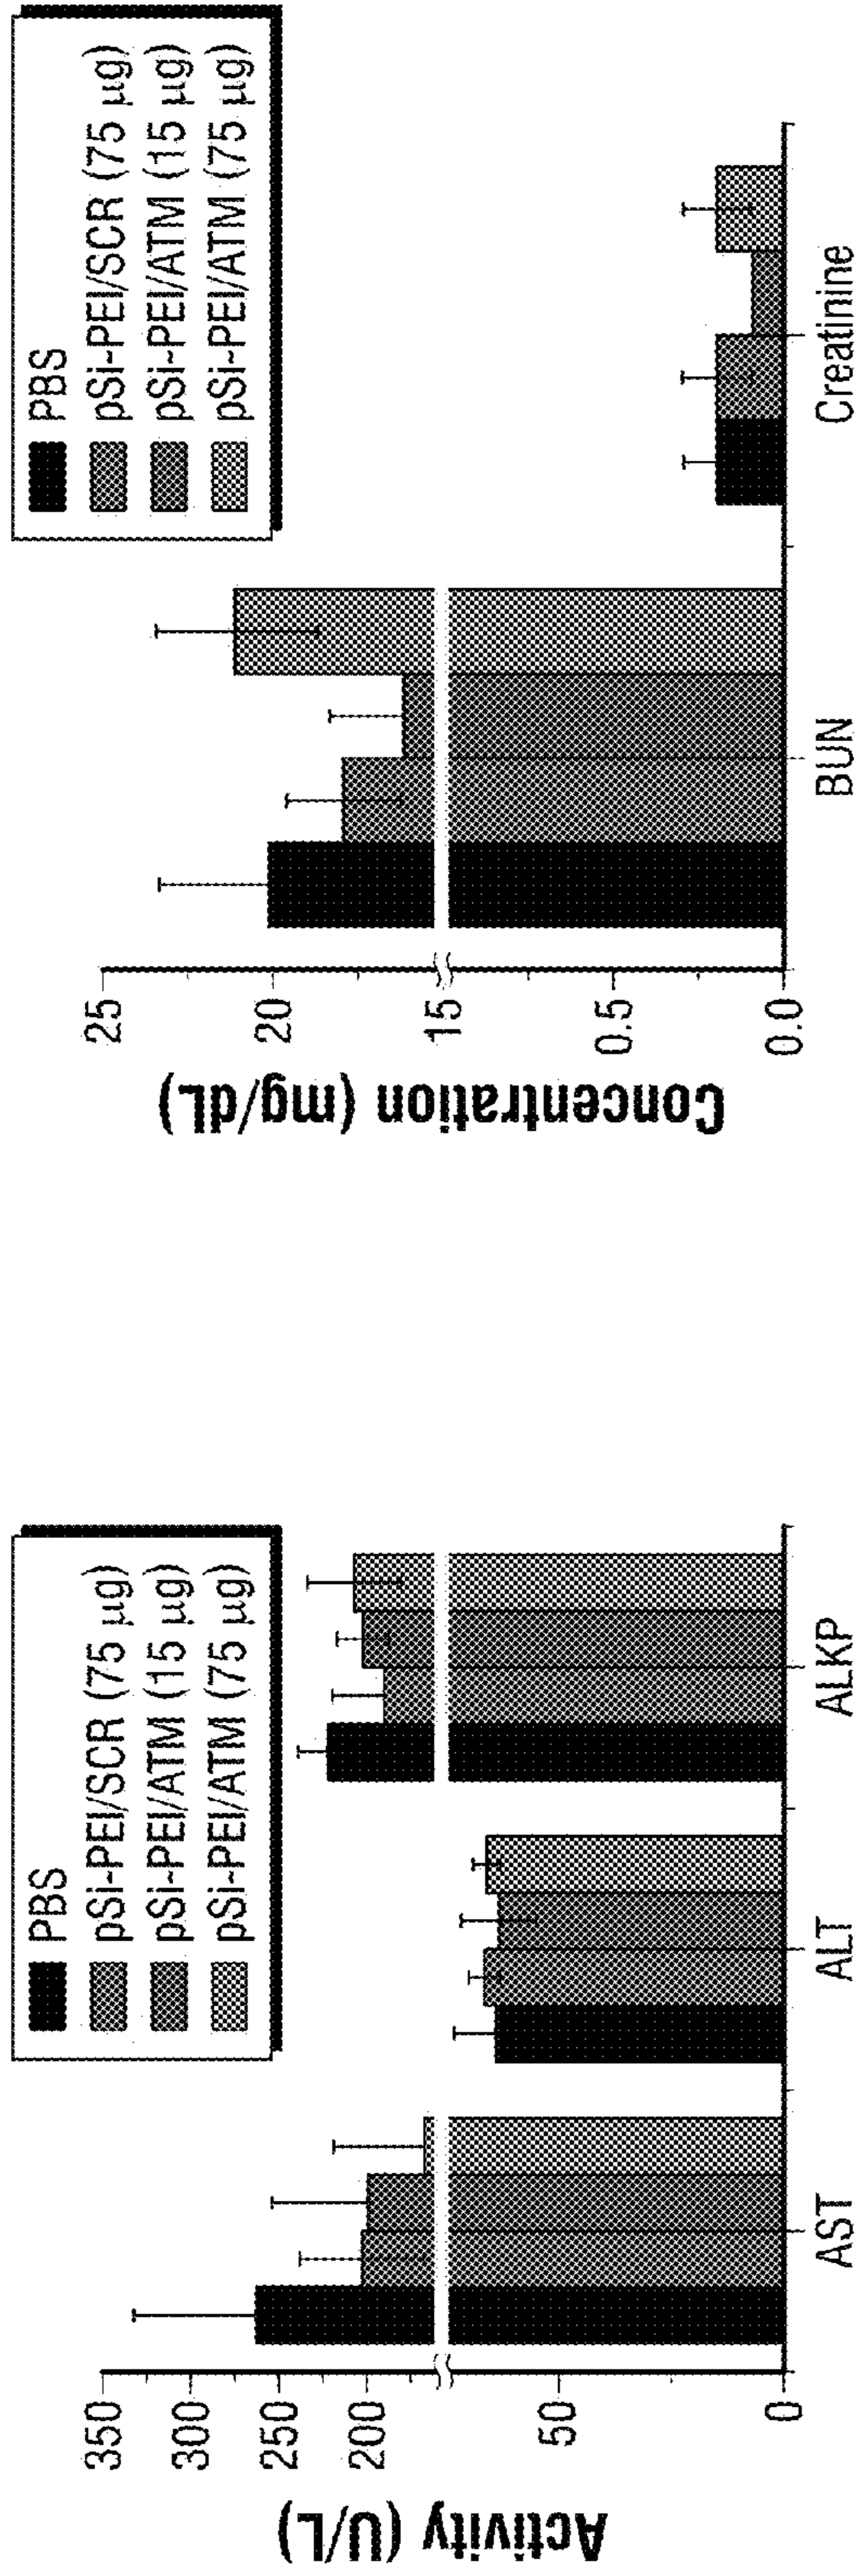 PBS
pSi-PEI/SCR (75 μg)
pSi-PEI/ATM (15 μg)
pSi-PEI/ATM (75 μg)
Activity (U/L)
350
300
250
200
50
0
AST
ALT
ALKP
PBS
pSi-PEI/SCR (75 μg)
pSi-PEI/ATM (15 μg)
pSi-PEI/ATM (75 μg)
Concentration (mg/dL)
25
20
15
0.5
0.0
BUN
Creatinine